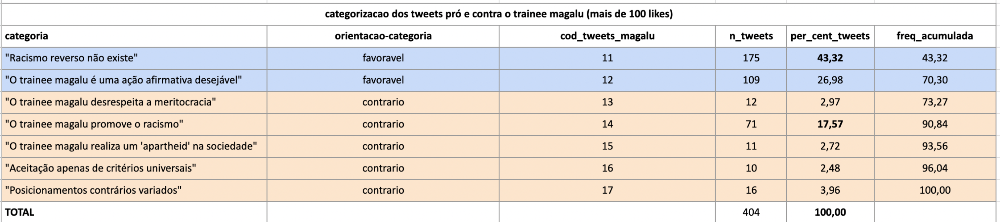 categorizacao dos tweets pró e contra o trainee magalu (mais de 100 likes)
categoria orientacao-categoria cod_tweets_magalu n_tweets per_cent_tweets freq_acumulada
"Racismo reverso não existe" favoravel 11 175 43,32 43,32
"O trainee magalu é uma ação afirmativa desejável" favoravel 12 109 26,98 70,30
"O trainee magalu desrespeita a meritocracia" contrario 13 12 2,97 73,27
"O trainee magalu promove o racismo" contrario 14 71 17,57 90,84
"O trainee magalu realiza um 'apartheid' na sociedade" contrario 15 11 2,72 93,56
"Aceitação apenas de critérios universais" contrario 16 10 2,48 96,04
"Posicionamentos contrários variados" contrario 17 16 3,96 100,00
TOTAL 404 100,00